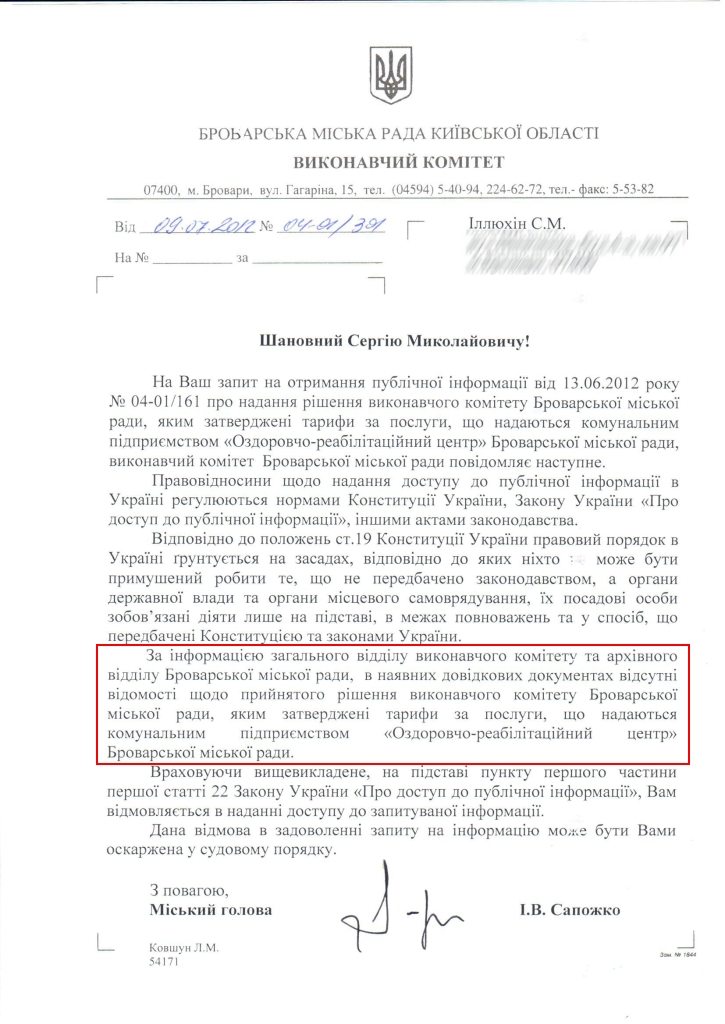 БРОВАРСЬКА МІСЬКА РАДА КИЇВСЬКОЇ ОБЛАСТІ
ВИКОНАВЧИЙ КОМІТЕТ
07400, м. Бровари, вул. Гагаріна, 15, тел. (04594) 5-40-94, 224-62-72, тел.- факс: 5-53-82
Від 09.07.2012 № 04-01/391
Іллюхін С.М.
На № ___________ за __________________
Шановний Сергію Миколайовичу!
На Ваш запит на отримання публічної інформації від 13.06.2012 року
№ 04-01/161 про надання рішення виконавчого комітету Броварської міської
ради, яким затверджені тарифи за послуги, що надаються комунальним
підприємством «Оздоровчо-реабілітаційний центр» Броварської міської ради,
виконавчий комітет Броварської міської ради повідомляє наступне.
Правовідносини щодо надання доступу до публічної інформації в
Україні регулюються нормами Конституції України, Закону України «Про
доступ до публічної інформації», іншими актами законодавства.
Відповідно до положень ст.19 Конституції України правовий порядок в
Україні ґрунтується на засадах, відповідно до яких ніхто може бути
примушений робити те, що не передбачено законодавством, а органи
державної влади та органи місцевого самоврядування, їх посадові особи
зобов’язані діяти лише на підставі, в межах повноважень та у спосіб, що
передбачені Конституцією та законами України.
За інформацією загального відділу виконавчого комітету та архівного
відділу Броварської міської ради, в наявних довідкових документах відсутні
відомості щодо прийнятого рішення виконавчого комітету Броварської
міської ради, яким затверджені тарифи за послуги, що надаються
комунальним підприємством «Оздоровчо-реабілітаційний центр»
Броварської міської ради.
Враховуючи вищевикладене, на підставі пункту першого частини
першої статті 22 Закону України «Про доступ до публічної інформації», Вам
відмовляється в наданні доступу до запитуваної інформації.
Дана відмова в задоволенні запиту на інформацію може бути Вами
оскаржена у судовому порядку.
З повагою,
Міський голова
І.В. Сапожко
Ковшун Л.М.
54171
Зам. № 1844